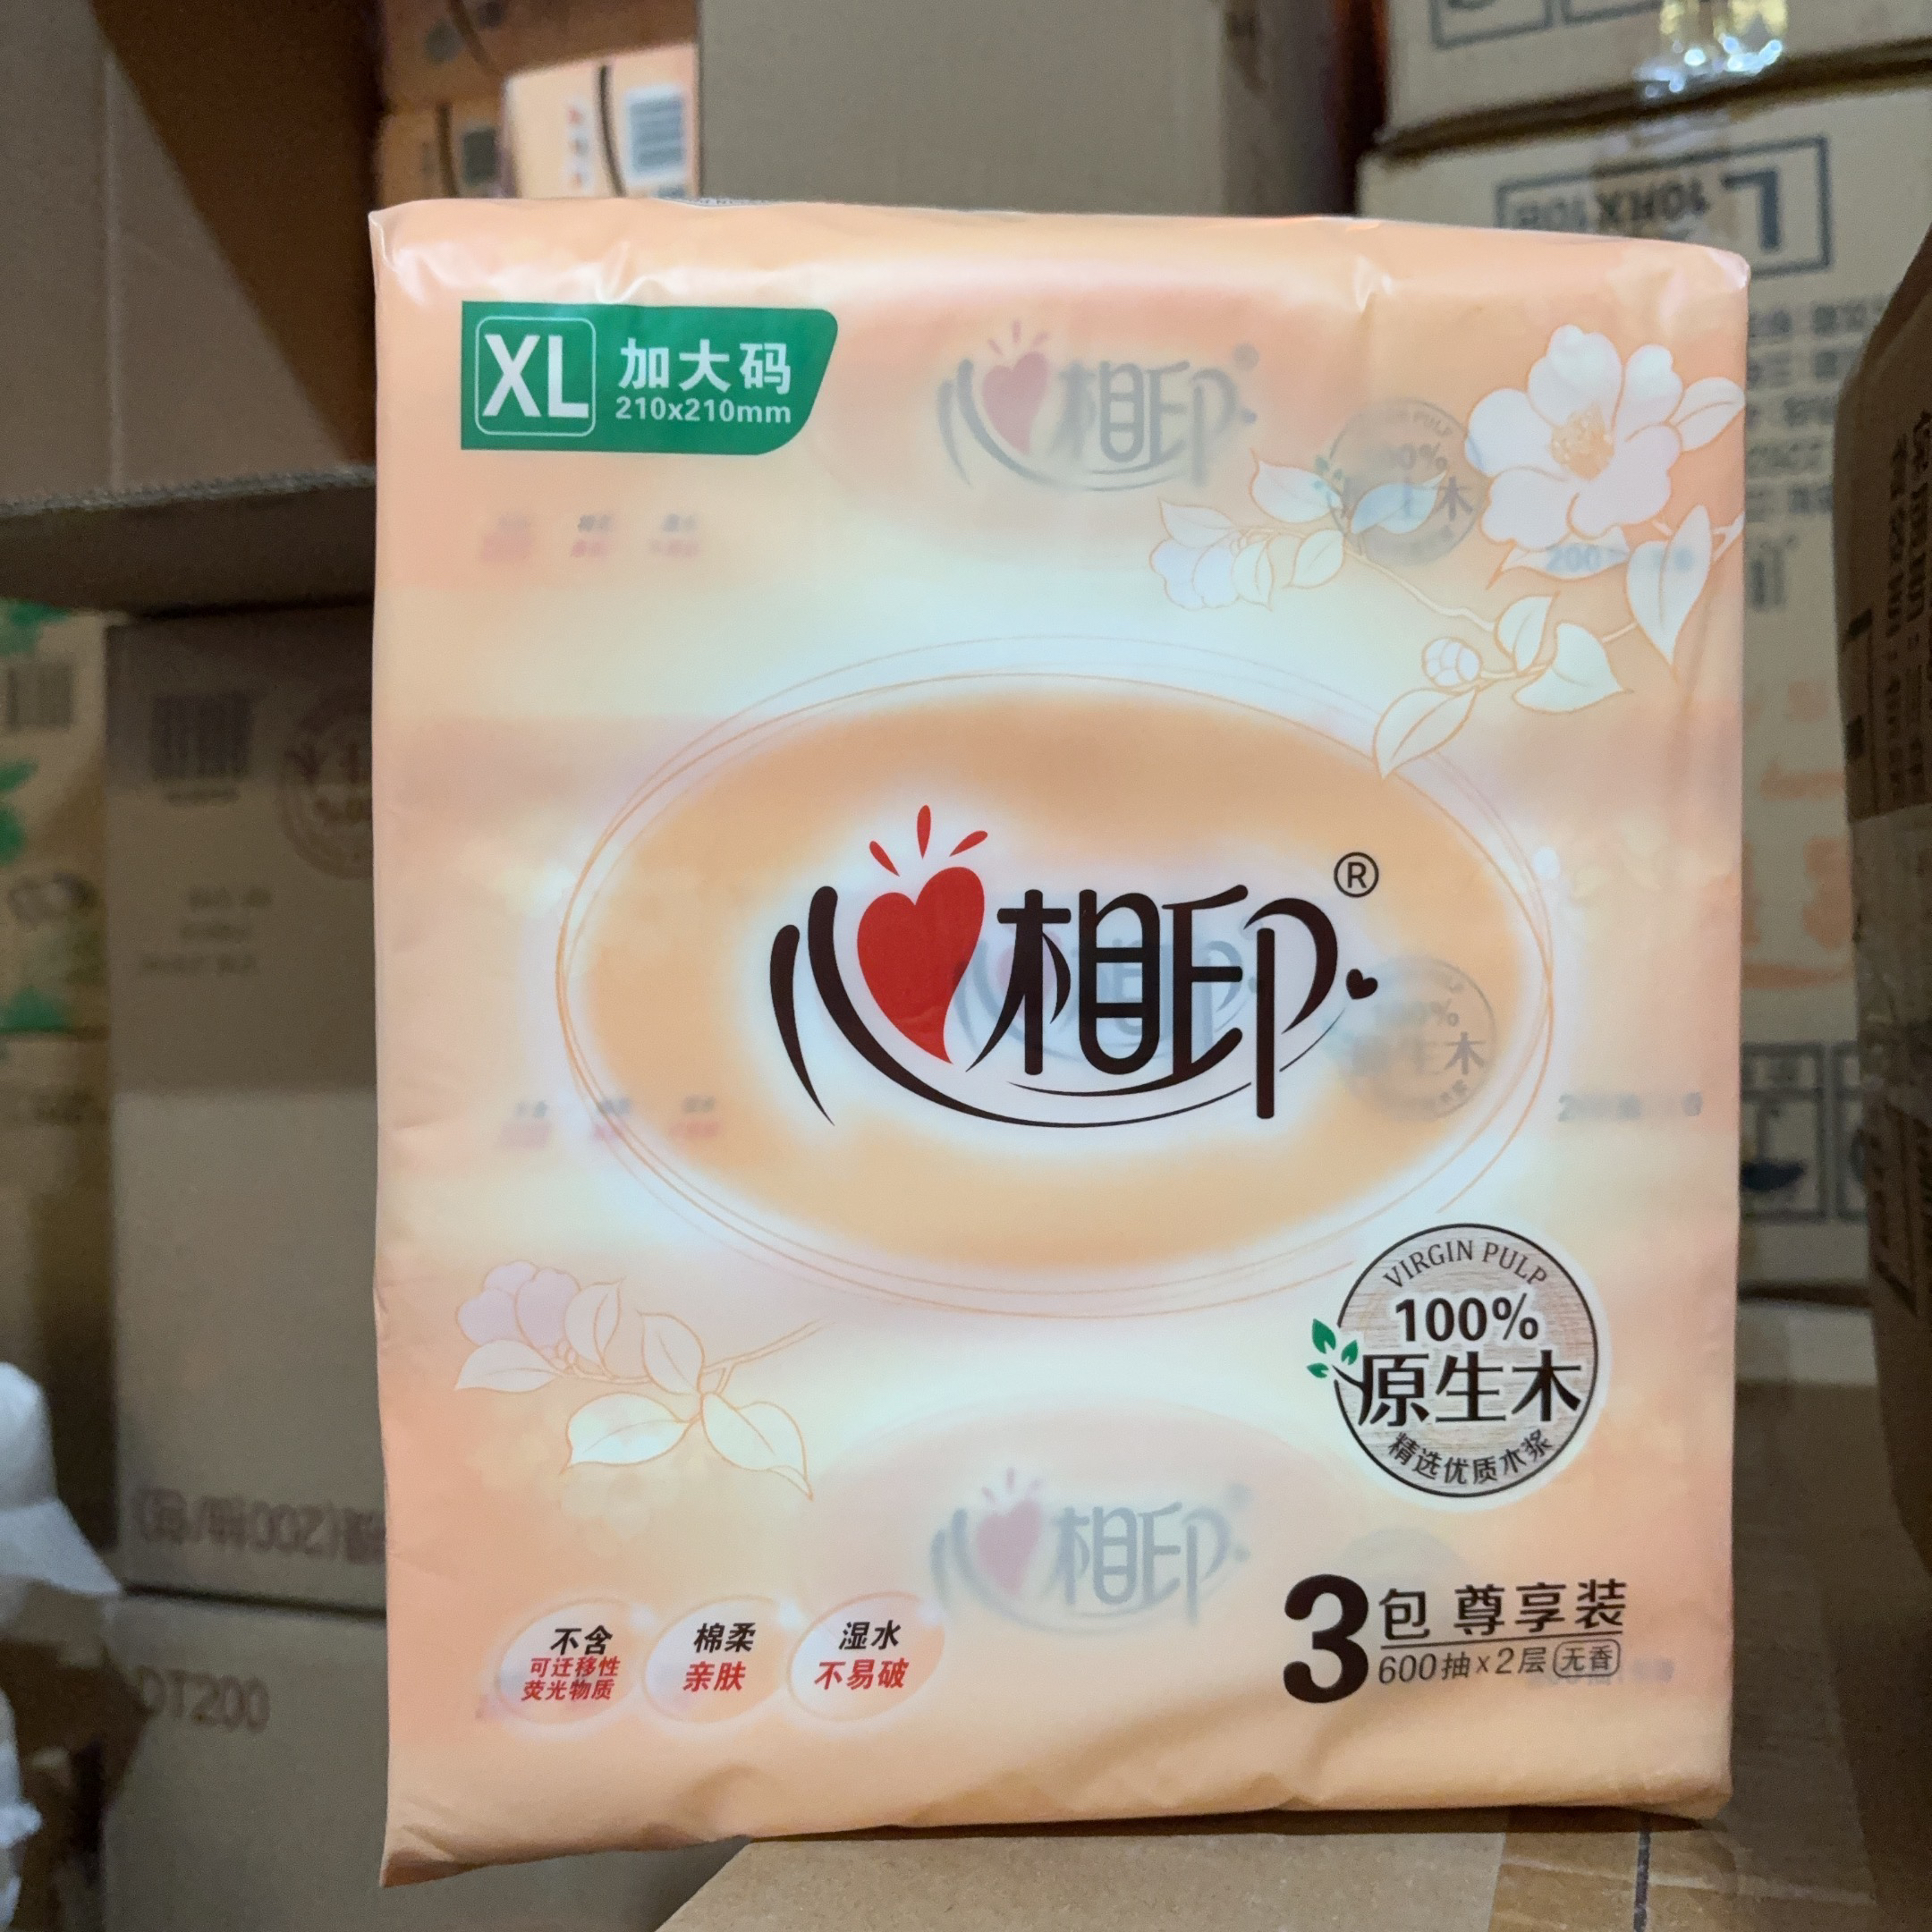 XL 加大码
210x210mm
心相印®
VIRGIN PULP
100%
原生木
精选优质木浆
不含
可迁移性
荧光物质
棉柔
亲肤
湿水
不易破
3包 尊享装
600抽x2层 无香
DT200